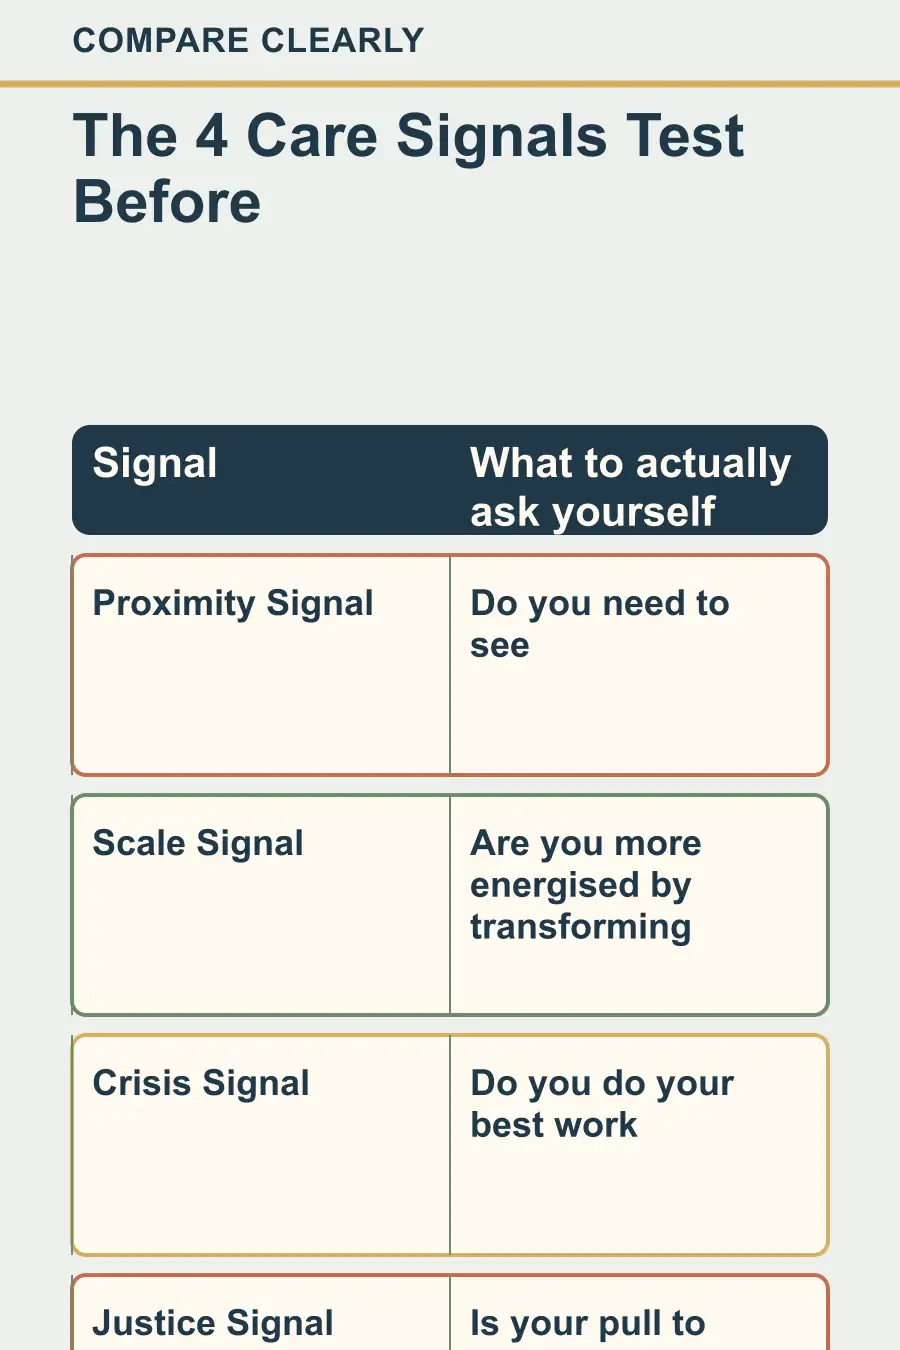 COMPARE CLEARLY
The 4 Care Signals Test
Before
Signal
What to actually
ask yourself
Proximity Signal
Do you need to
see
Scale Signal
Are you more
energised by
transforming
Crisis Signal
Do you do your
best work
Justice Signal
Is your pull to